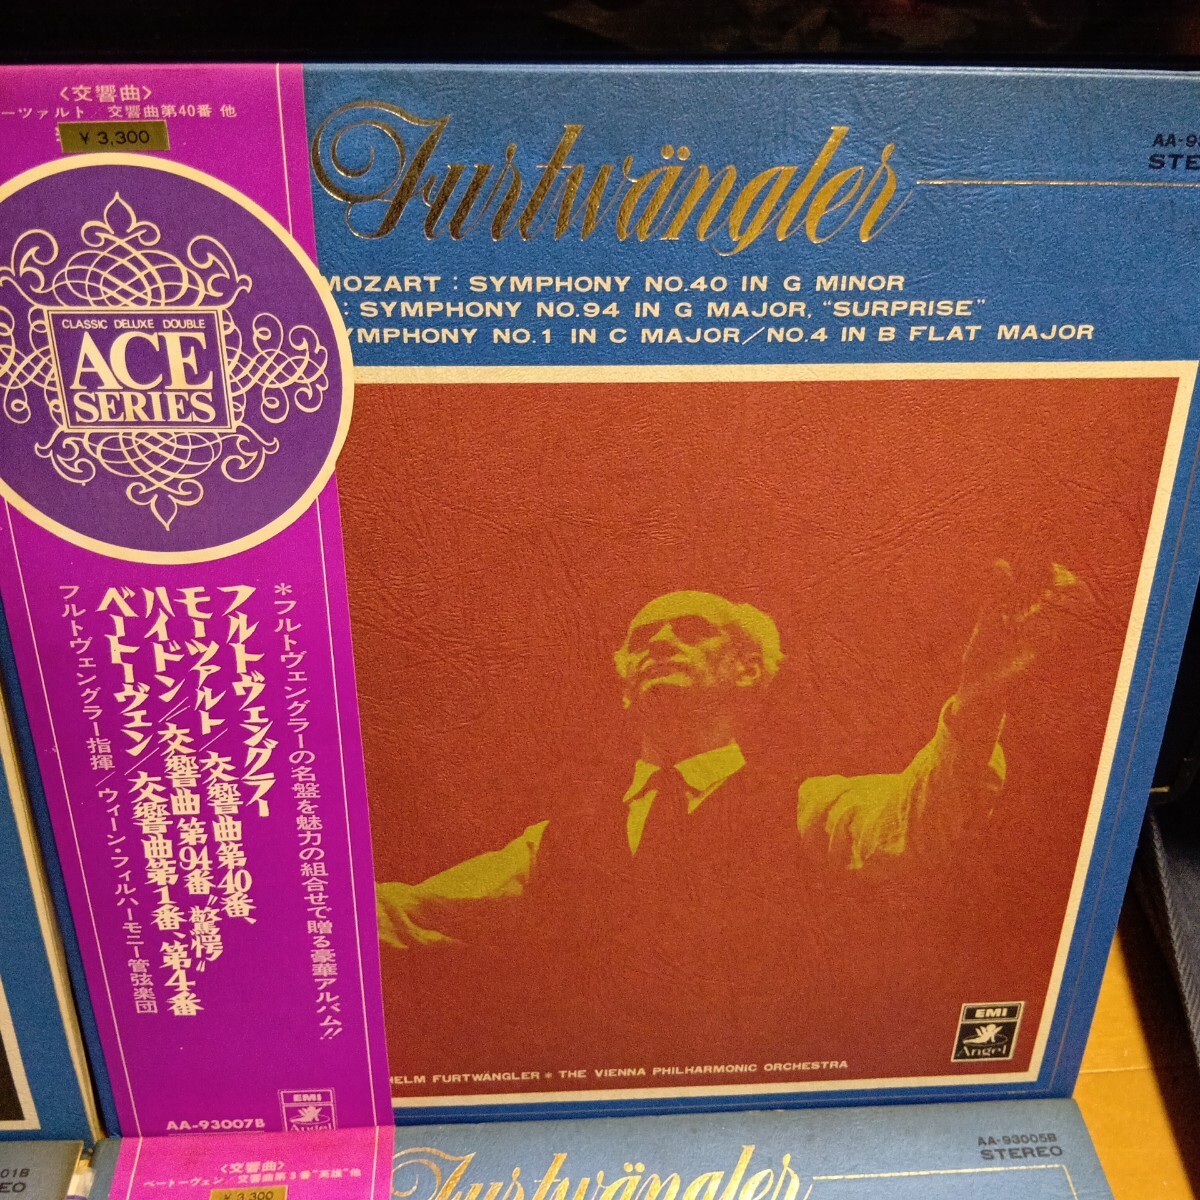 〈交響曲〉
ーツァルト 交響曲第40番 他
¥3,300
CLASSIC DELUXE DOUBLE
ACE
SERIES
*フルトヴェングラーの名盤を魅力の組合せで贈る豪華アルバム!!
フルトヴェングラー
モーツァルト/交響曲第40番、
ハイドン/交響曲第94番"驚愕"
ベートーヴェン/交響曲第1番、第4番
フルトヴェングラー指揮/ウィーン・フィルハーモニー管弦楽団
EMI
Angel
AA-93007B
Furtwängler
AA-93
STE
MOZART : SYMPHONY NO.40 IN G MINOR
: SYMPHONY NO.94 IN G MAJOR, "SURPRISE"
YMPHONY NO.1 IN C MAJOR/NO.4 IN B FLAT MAJOR
EMI
Angel
HELM FURTWÄNGLER * THE VIENNA PHILHARMONIC ORCHESTRA
01B
EO
〈交響曲〉
ベートーヴェン 交響曲第3番"英雄"他
¥3,300
Furtwängler
AA-93005B
STEREO